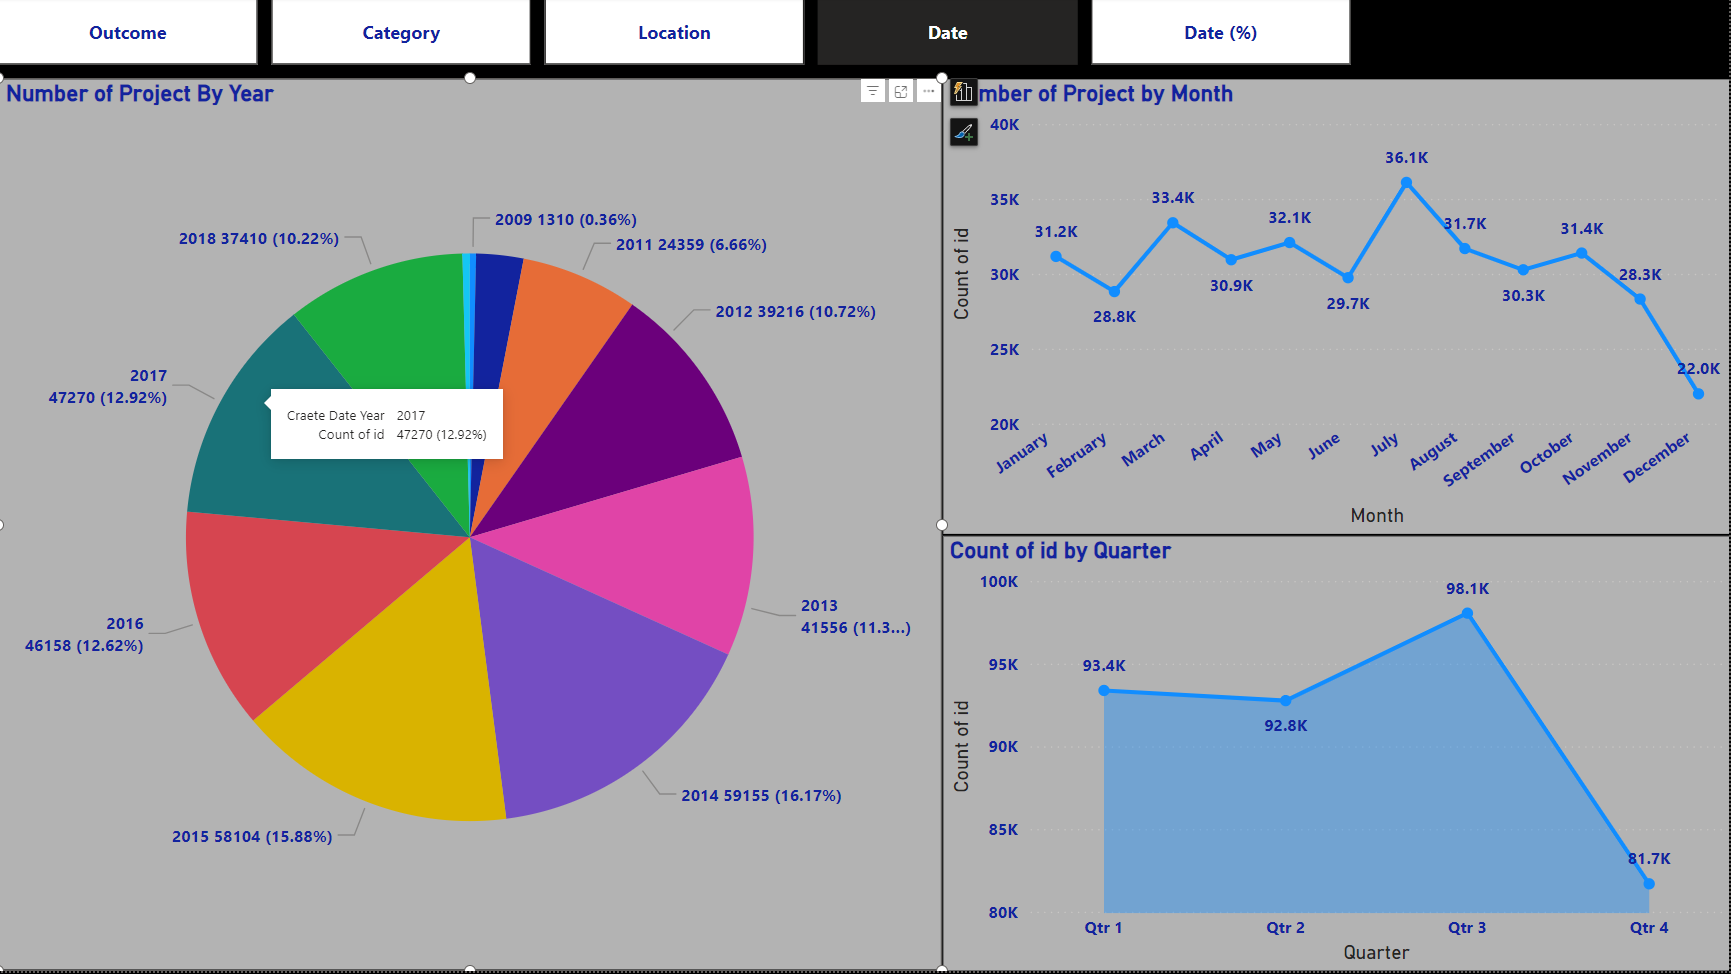 Outcome
Category
Location
Date
Date (%)
Number of Project By Year
2009 1310 (0.36%)
2018 37410 (10.22%)
2011 24359 (6.66%)
2012 39216 (10.72%)
2017
47270 (12.92%)
Craete Date Year 2017
Count of id 47270 (12.92%)
2013
41556 (11.3...)
2016
46158 (12.62%)
2014 59155 (16.17%)
2015 58104 (15.88%)
mber of Project by Month
Count of id
40K
35K
30K
25K
20K
31.2K
28.8K
33.4K
30.9K
32.1K
29.7K
36.1K
31.7K
30.3K
31.4K
28.3K
22.0K
January
February
March
April
May
June
July
August
September
October
November
December
Month
Count of id by Quarter
Count of id
100K
95K
90K
85K
80K
93.4K
92.8K
98.1K
81.7K
Qtr 1
Qtr 2
Qtr 3
Qtr 4
Quarter